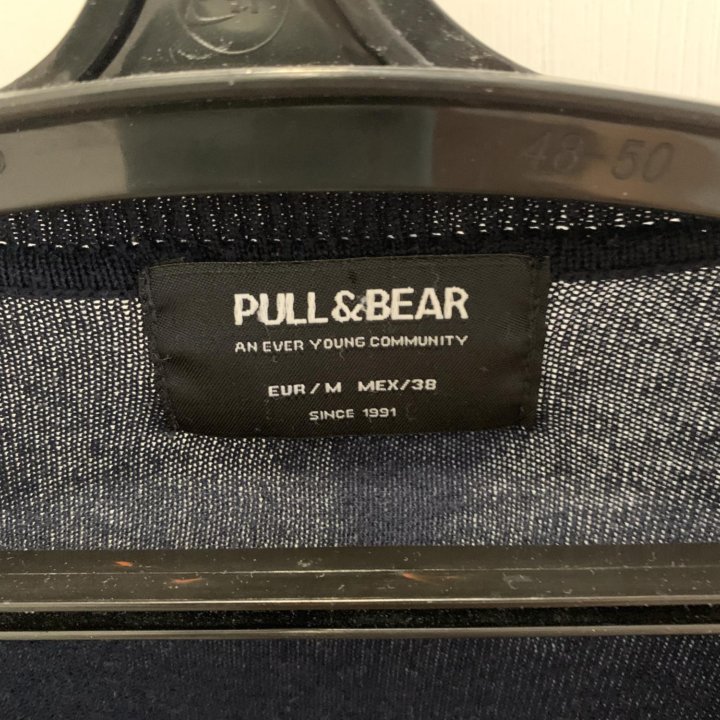 48-50
PULL&BEAR
AN EVER YOUNG COMMUNITY
EUR/M MEX/38
SINCE 1991